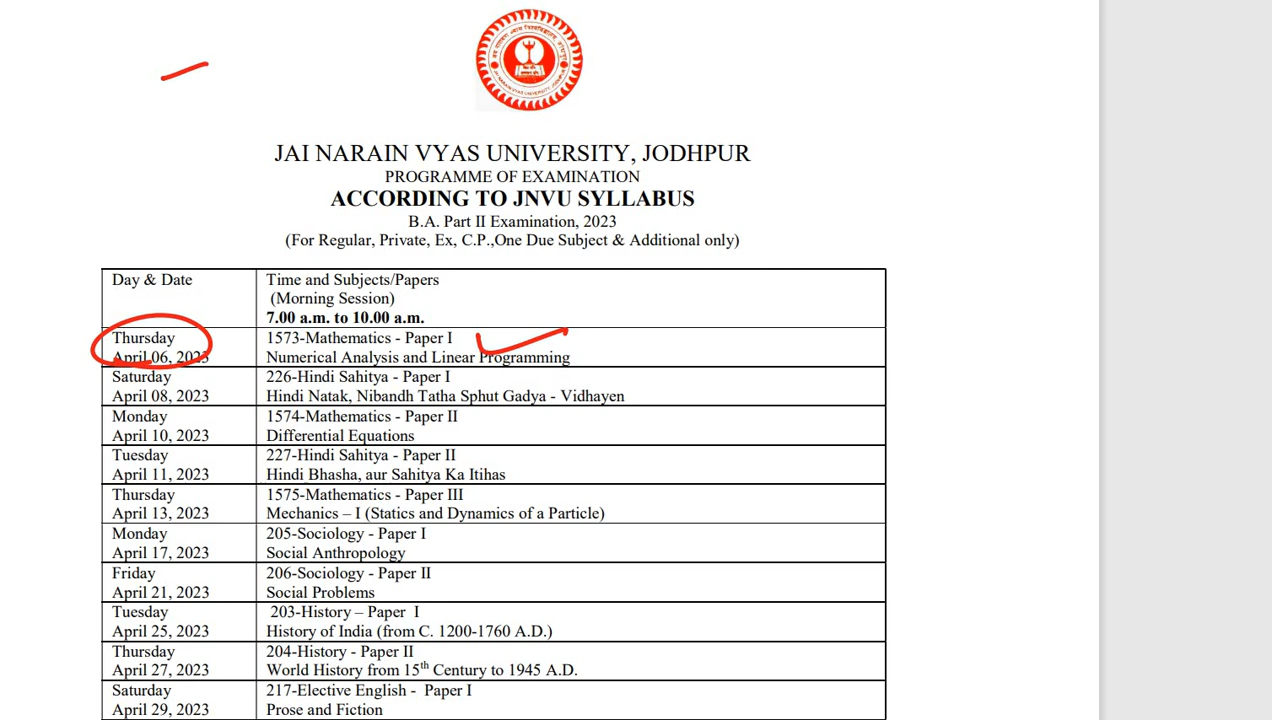 JAI NARAIN VYAS UNIVERSITY, JODHPUR
PROGRAMME OF EXAMINATION
ACCORDING TO JNVU SYLLABUS
B.A. Part II Examination, 2023
(For Regular, Private, Ex, C.P.,One Due Subject & Additional only)
Day & Date
Time and Subjects/Papers
(Morning Session)
7.00 a.m. to 10.00 a.m.
Thursday
April 06, 2023
1573-Mathematics - Paper I
Numerical Analysis and Linear Programming
Saturday
April 08, 2023
226-Hindi Sahitya - Paper I
Hindi Natak, Nibandh Tatha Sphut Gadya - Vidhayen
Monday
April 10, 2023
1574-Mathematics - Paper II
Differential Equations
Tuesday
April 11, 2023
227-Hindi Sahitya - Paper II
Hindi Bhasha, aur Sahitya Ka Itihas
Thursday
April 13, 2023
1575-Mathematics - Paper III
Mechanics – I (Statics and Dynamics of a Particle)
Monday
April 17, 2023
205-Sociology - Paper I
Social Anthropology
Friday
April 21, 2023
206-Sociology - Paper II
Social Problems
Tuesday
April 25, 2023
203-History – Paper  I
History of India (from C. 1200-1760 A.D.)
Thursday
April 27, 2023
204-History - Paper II
World History from 15th Century to 1945 A.D.
Saturday
April 29, 2023
217-Elective English -  Paper I
Prose and Fiction